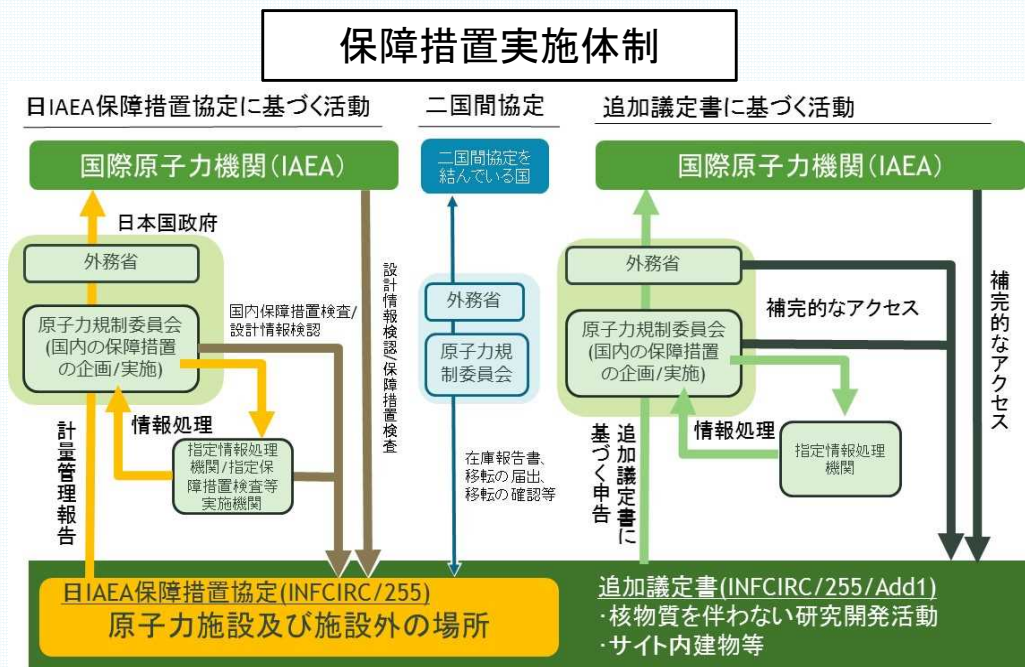 保障措置実施体制
日IAEA保障措置協定に基づく活動
国際原子力機関(IAEA)
日本国政府
外務省
原子力規制委員会
(国内の保障措置
の企画/実施)
国内保障措置検査/
設計情報検認
設計情報検認/保障措置検査
情報処理
指定情報処理
機関/指定保
障措置検査等
実施機関
計量管理報告
日IAEA保障措置協定(INFCIRC/255)
原子力施設及び施設外の場所
二国間協定
二国間協定を
結んでいる国
外務省
原子力規
制委員会
在庫報告書、
移転の届出、
移転の確認等
追加議定書に基づく活動
国際原子力機関(IAEA)
外務省
原子力規制委員会
(国内の保障措置
の企画/実施)
補完的なアクセス
補完的なアクセス
情報処理
指定情報処理
機関
追加議定書に
基づく申告
追加議定書(INFCIRC/255/Add1)
・核物質を伴わない研究開発活動
・サイト内建物等